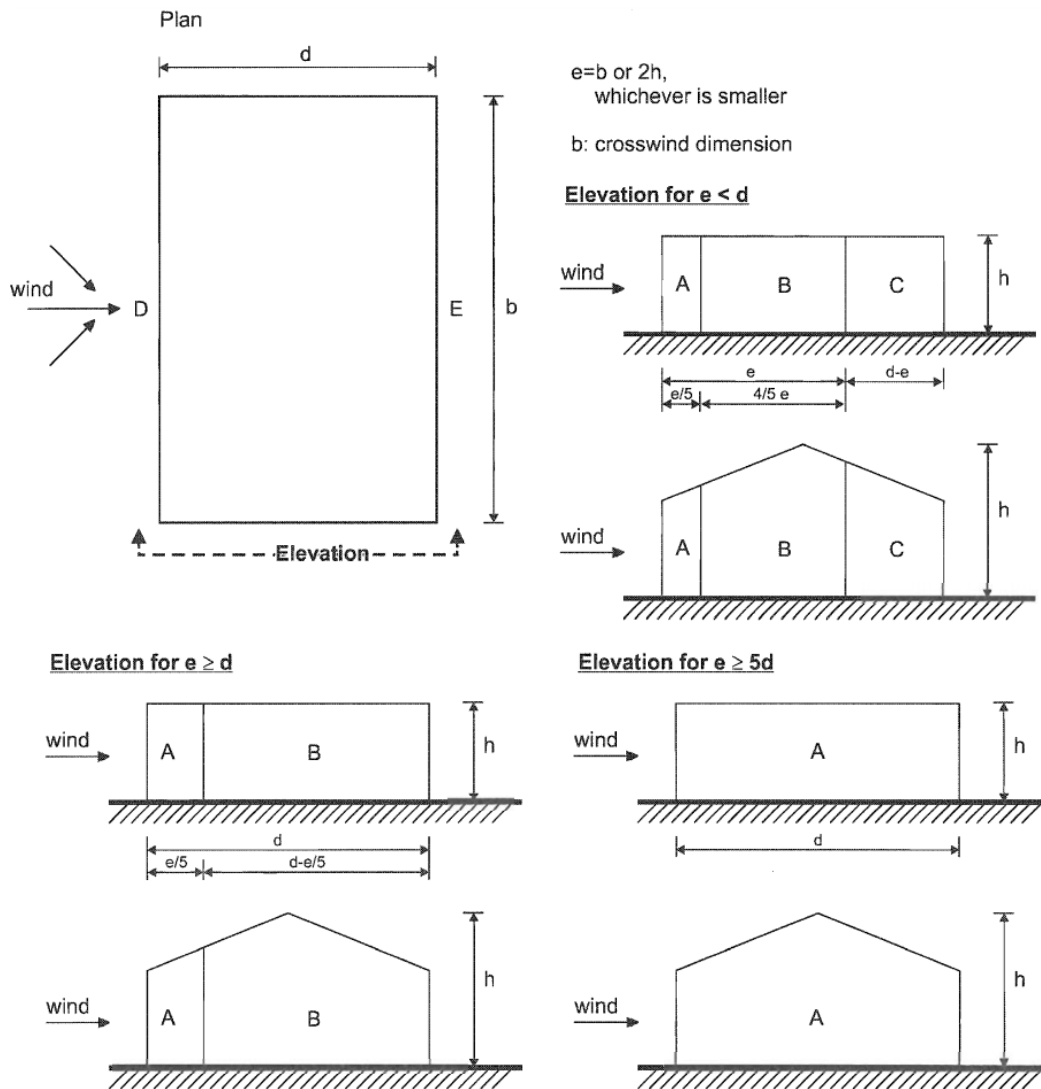 Plan
d
e=b or 2h,
whichever is smaller
b: crosswind dimension
wind
D
E
b
Elevation
Elevation for e < d
wind
A
B
C
h
e
d-e
e/5
4/5 e
wind
A
B
C
h
Elevation for e ≥ d
wind
A
B
h
d
e/5
d-e/5
wind
A
B
h
Elevation for e ≥ 5d
wind
A
h
d
wind
A
h